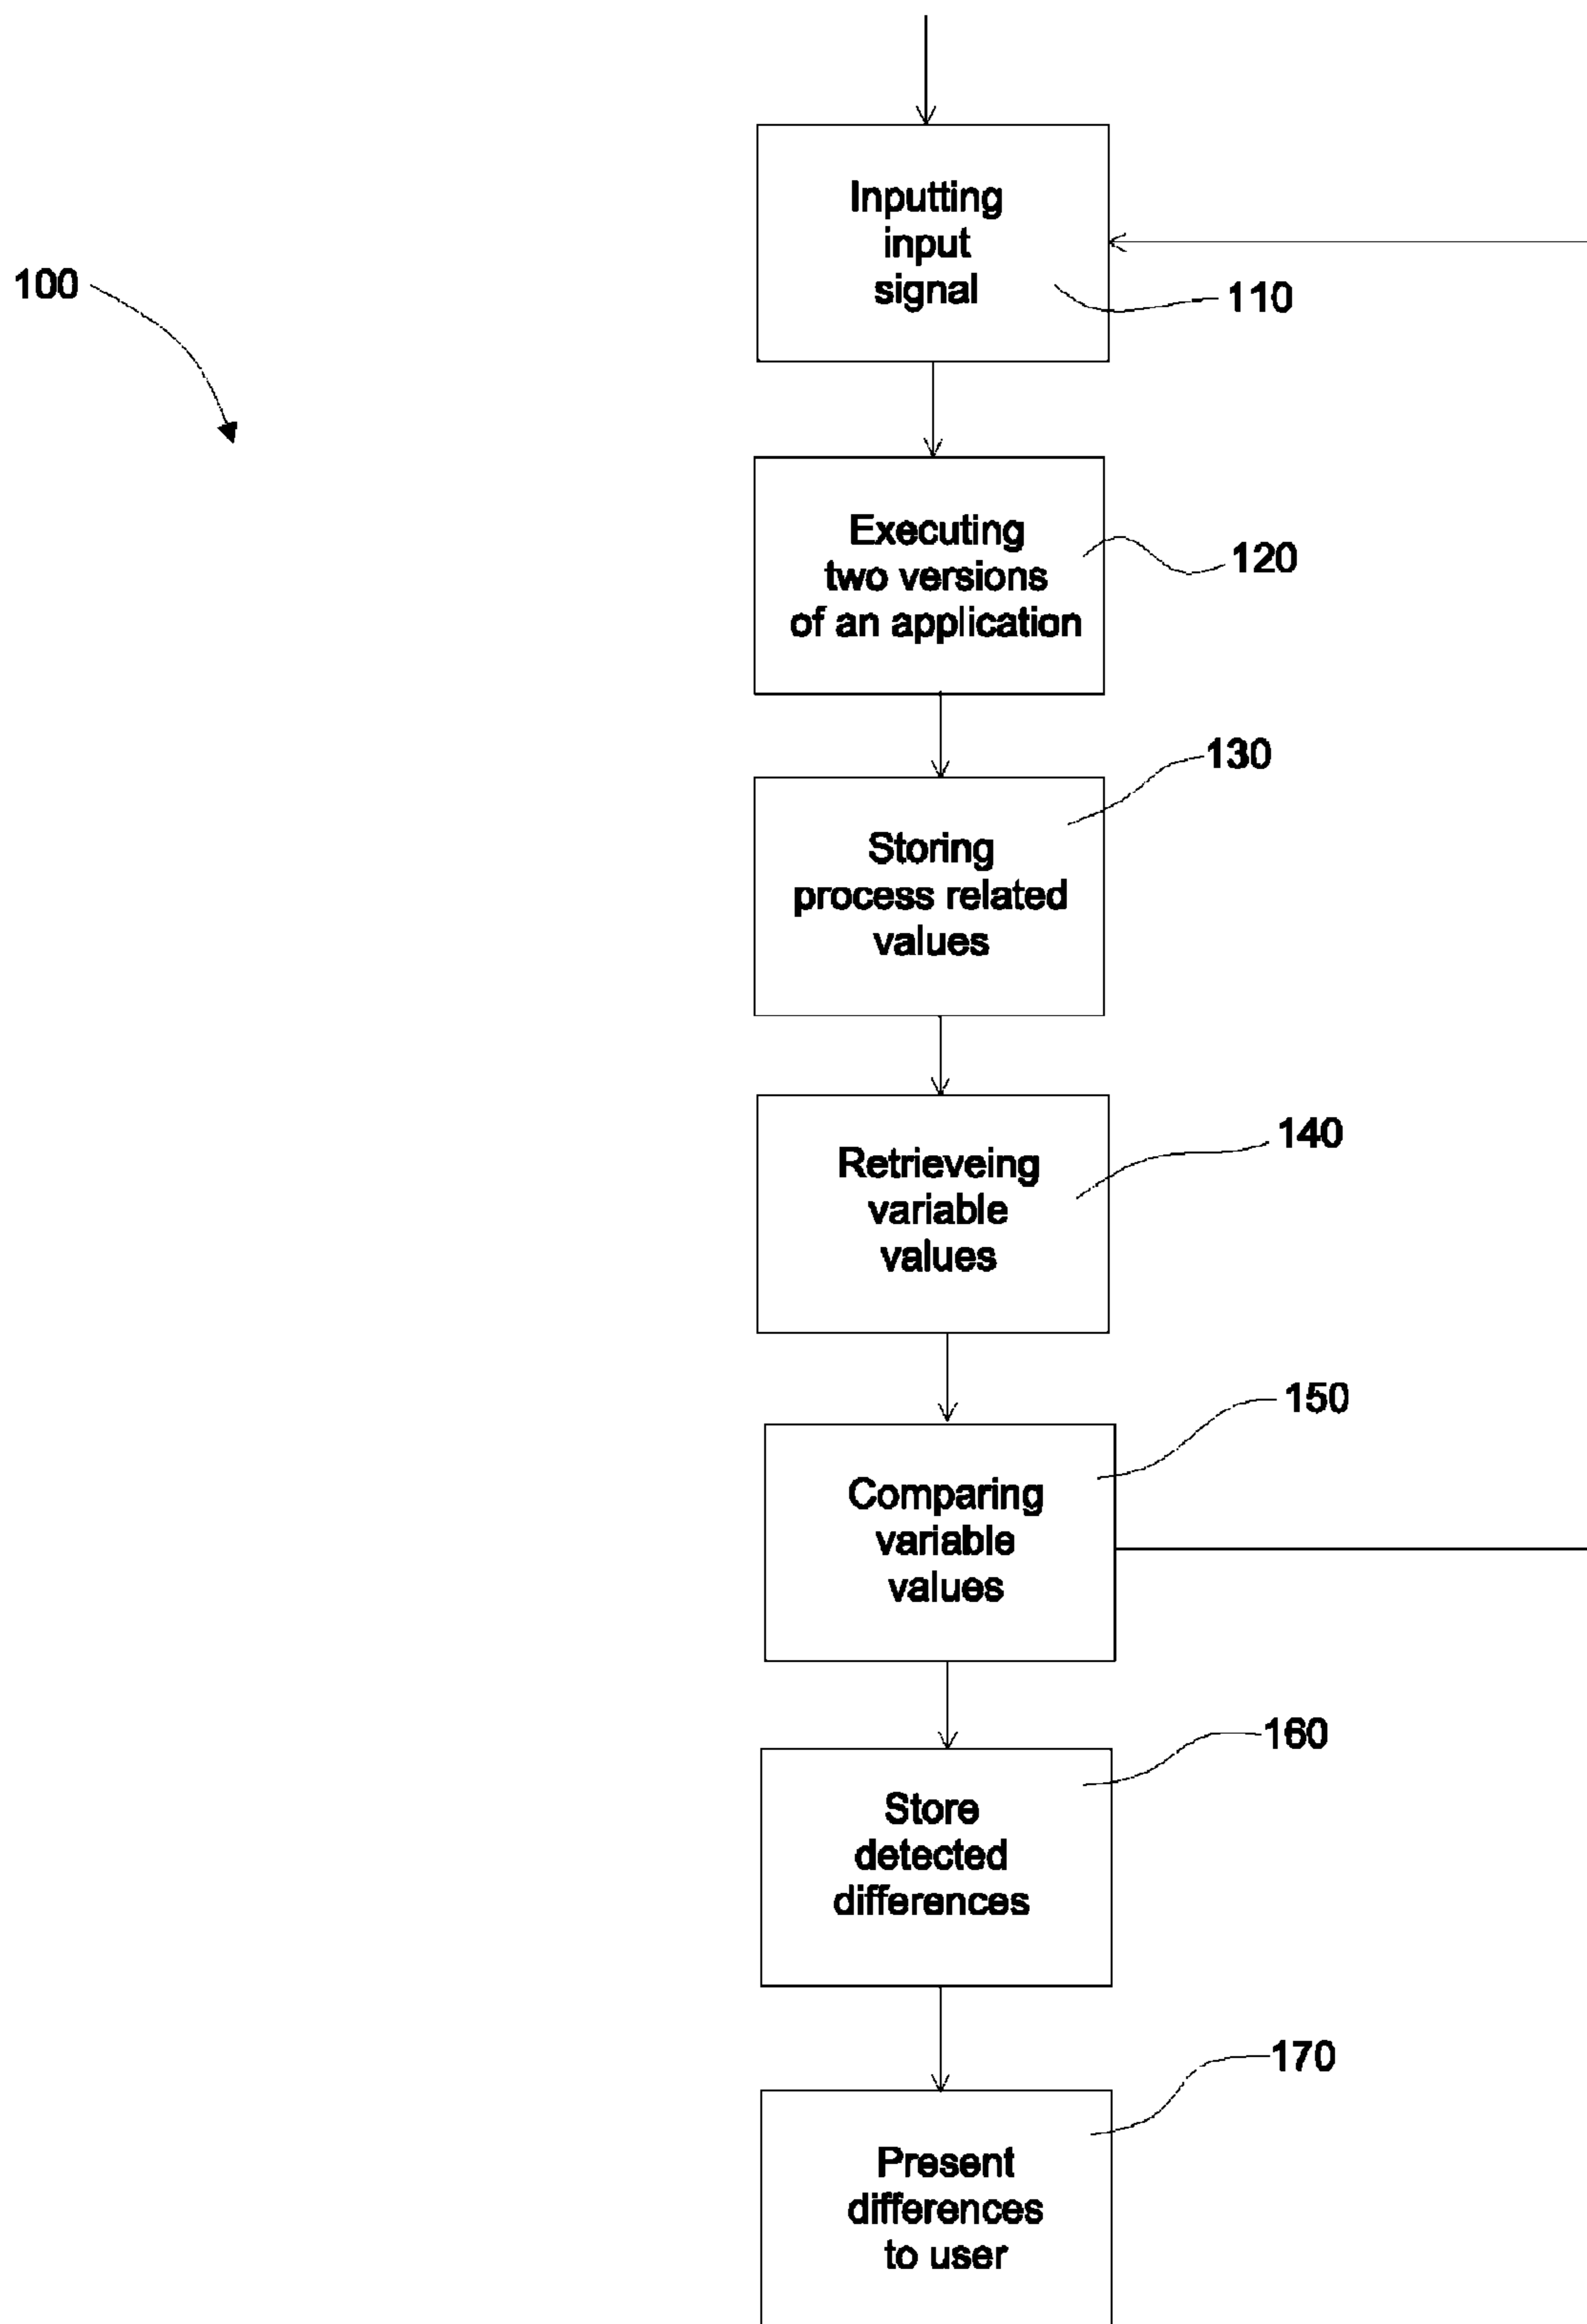 100
Inputting
input
signal
110
Executing
two versions
of an application
120
130
Storing
process related
values
140
Retrieveing
variable
values
150
Comparing
variable
values
160
Store
detected
differences
170
Present
differences
to user